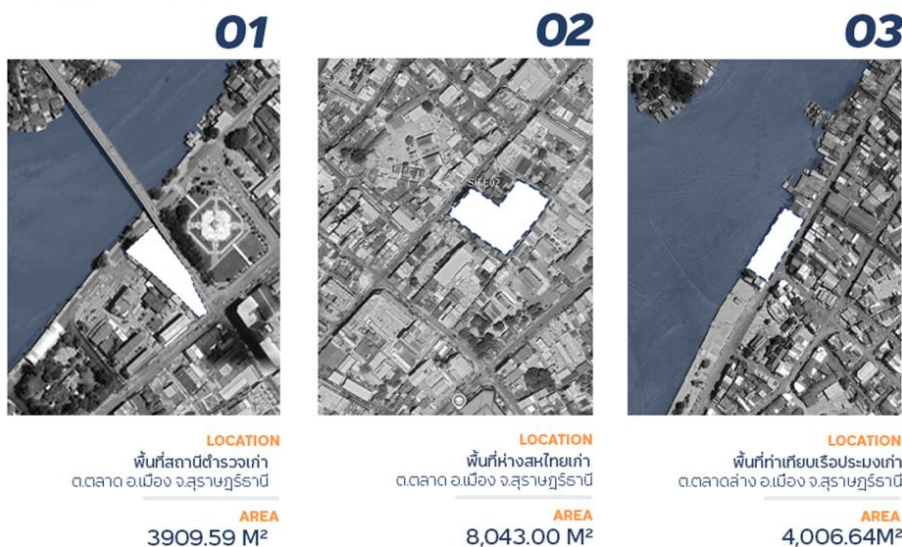 01
SITE02
LOCATION
พื้นที่สถานีตำรวจเก่า
ต.ตลาด อ.เมือง จ.สุราษฎร์ธานี
AREA
3909.59 M²
02
LOCATION
พื้นที่ห่างสหไทยเก่า
ต.ตลาด อ.เมือง จ.สุราษฎร์ธานี
AREA
8,043.00 M²
03
LOCATION
พื้นที่ท่าเทียบเรือประมงเก่า
ต.ตลาดล่าง อ.เมือง จ.สุราษฎร์ธานี
AREA
4,006.64M²